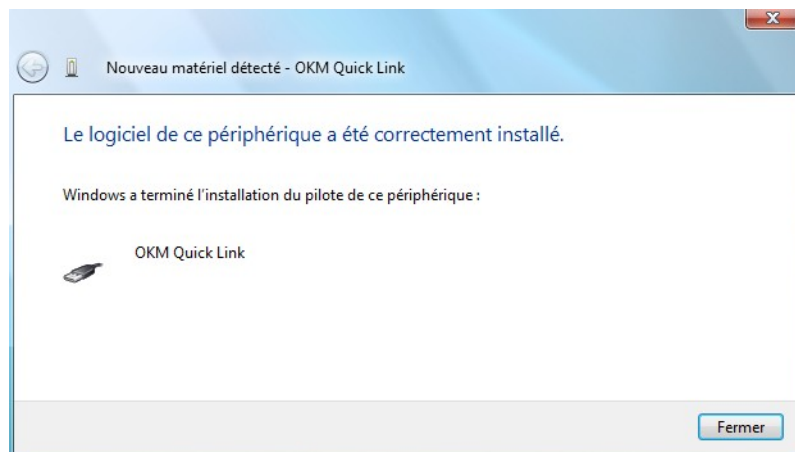 Nouveau matériel détecté - OKM Quick Link
Le logiciel de ce périphérique a été correctement installé.
Windows a terminé l'installation du pilote de ce périphérique :
OKM Quick Link
Fermer